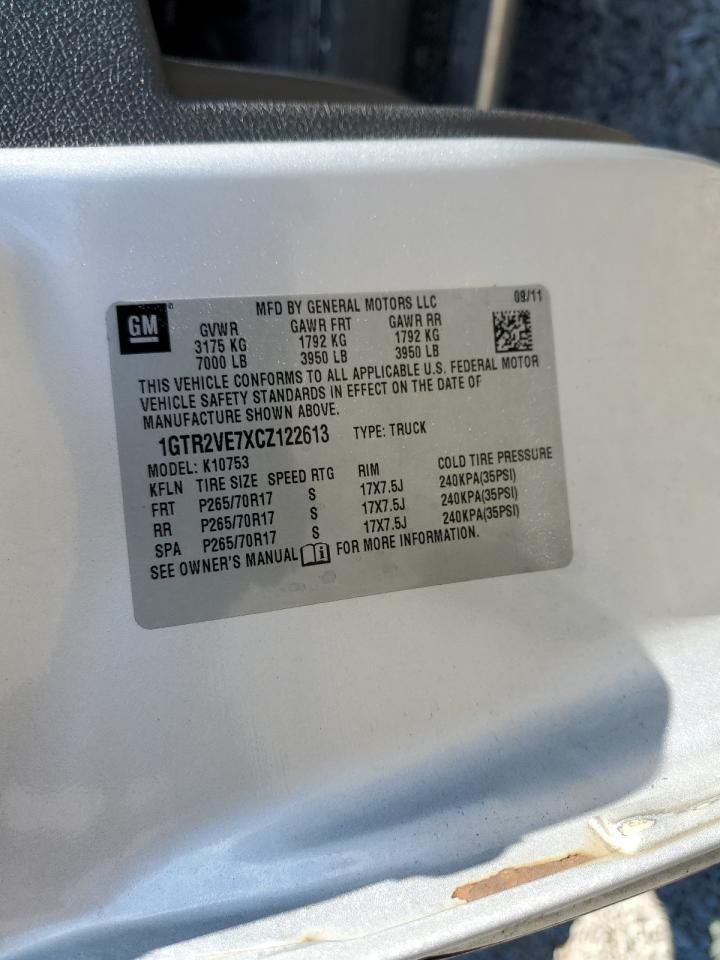 GM
®
MFD BY GENERAL MOTORS LLC 09/11
GVWR GAWR FRT GAWR RR
3175 KG 1792 KG 1792 KG
7000 LB 3950 LB 3950 LB
THIS VEHICLE CONFORMS TO ALL APPLICABLE U.S. FEDERAL MOTOR
VEHICLE SAFETY STANDARDS IN EFFECT ON THE DATE OF
MANUFACTURE SHOWN ABOVE.
1GTR2VE7XCZ122613 TYPE: TRUCK
MODEL: K10753
KFLN TIRE SIZE SPEED RTG RIM COLD TIRE PRESSURE
FRT P265/70R17 S 17X7.5J 240KPA(35PSI)
RR P265/70R17 S 17X7.5J 240KPA(35PSI)
SPA P265/70R17 S 17X7.5J 240KPA(35PSI)
SEE OWNER'S MANUAL i FOR MORE INFORMATION.